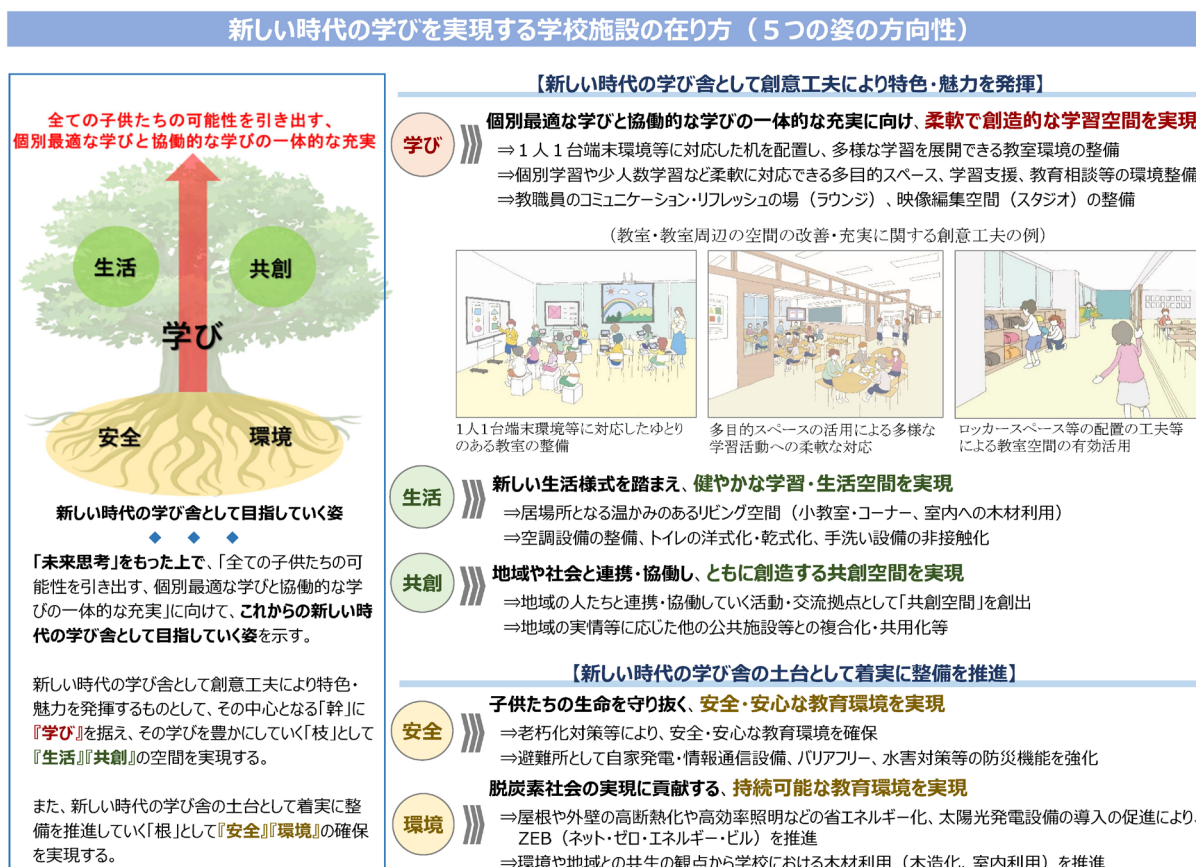 新しい時代の学びを実現する学校施設の在り方（５つの姿の方向性）
全ての子供たちの可能性を引き出す、
個別最適な学びと協働的な学びの一体的な充実
生活
共創
学び
安全
環境
新しい時代の学び舎として目指していく姿
「未来思考」をもった上で、「全ての子供たちの可
能性を引き出す、個別最適な学びと協働的な学
びの一体的な充実」に向けて、これからの新しい時
代の学び舎として目指していく姿を示す。
新しい時代の学び舎として創意工夫により特色・
魅力を発揮するものとして、その中心となる「幹」に
『学び』を据え、その学びを豊かにしていく「枝」として
『生活』『共創』の空間を実現する。
また、新しい時代の学び舎の土台として着実に整
備を推進していく「根」として『安全』『環境』の確保
を実現する。
【新しい時代の学び舎として創意工夫により特色・魅力を発揮】
学び
個別最適な学びと協働的な学びの一体的な充実に向け、柔軟で創造的な学習空間を実現
⇒１人１台端末環境等に対応した机を配置し、多様な学習を展開できる教室環境の整備
⇒個別学習や少人数学習など柔軟に対応できる多目的スペース、学習支援、教育相談等の環境整備
⇒教職員のコミュニケーション・リフレッシュの場（ラウンジ）、映像編集空間（スタジオ）の整備
（教室・教室周辺の空間の改善・充実に関する創意工夫の例）
1人1台端末環境等に対応したゆとり
のある教室の整備
多目的スペースの活用による多様な
学習活動への柔軟な対応
ロッカースペース等の配置の工夫等
による教室空間の有効活用
生活
新しい生活様式を踏まえ、健やかな学習・生活空間を実現
⇒居場所となる温かみのあるリビング空間（小教室・コーナー、室内への木材利用）
⇒空調設備の整備、トイレの洋式化・乾式化、手洗い設備の非接触化
共創
地域や社会と連携・協働し、ともに創造する共創空間を実現
⇒地域の人たちと連携・協働していく活動・交流拠点として「共創空間」を創出
⇒地域の実情等に応じた他の公共施設等との複合化・共用化等
【新しい時代の学び舎の土台として着実に整備を推進】
安全
子供たちの生命を守り抜く、安全・安心な教育環境を実現
⇒老朽化対策等により、安全・安心な教育環境を確保
⇒避難所として自家発電・情報通信設備、バリアフリー、水害対策等の防災機能を強化
環境
脱炭素社会の実現に貢献する、持続可能な教育環境を実現
⇒屋根や外壁の高断熱化や高効率照明などの省エネルギー化、太陽光発電設備の導入の促進により、
ZEB（ネット・ゼロ・エネルギー・ビル）を推進
⇒環境や地域との共生の観点から学校における木材利用（木造化、室内利用）を推進